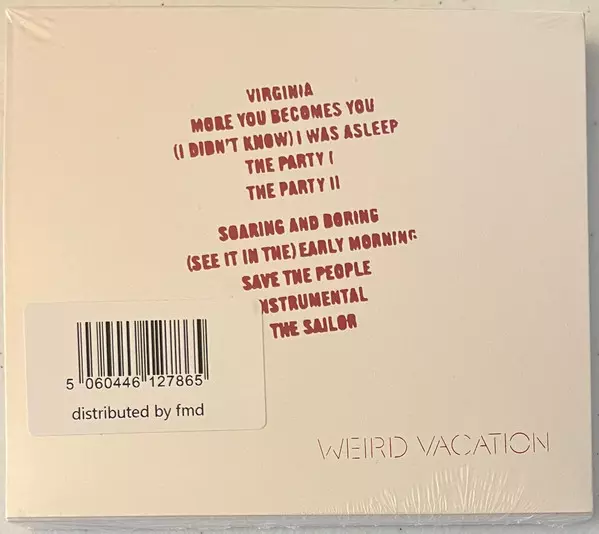 VIRGINIA
MORE YOU BECOMES YOU
(I DIDN'T KNOW) I WAS ASLEEP
THE PARTY I
THE PARTY II
SOARING AND BORING
(SEE IT IN THE) EARLY MORNING
SAVE THE PEOPLE
NSTRUMENTAL
THE SAILOR
5 060446 127865
distributed by fmd
WEIRD VACATION